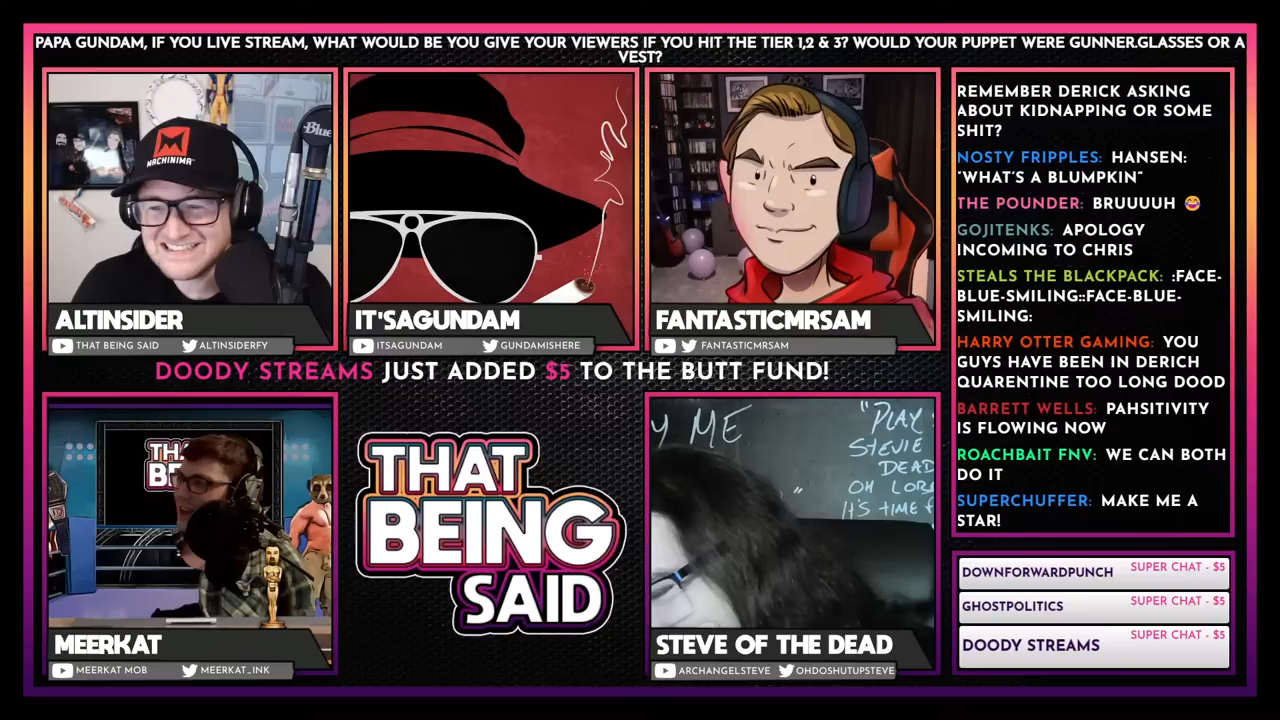 PAPA GUNDAM, IF YOU LIVE STREAM, WHAT WOULD BE YOU GIVE YOUR VIEWERS IF YOU HIT THE TIER 1,2 & 3? WOULD YOUR PUPPET WERE GUNNER.GLASSES OR A
VEST?
MACHINIMA
Blue
ALTINSIDER
THAT BEING SAID
ALTINSIDERFY
IT'SAGUNDAM
ITSAGUNDAM
GUNDAMISHERE
FANTASTICMRSAM
FANTASTICMRSAM
DOODY STREAMS JUST ADDED $5 TO THE BUTT FUND!
MEERKAT
MEERKAT MOB
MEERKAT_INK
THAT
BEING
SAID
Y ME
"PLAY
STEVIE
DEAD
OH LORD
IT'S TIME
"
STEVE OF THE DEAD
ARCHANGELSTEVE
OHDOSHUTUPSTEVE
REMEMBER DERICK ASKING
ABOUT KIDNAPPING OR SOME
SHIT?
NOSTY FRIPPLES: HANSEN:
"WHAT'S A BLUMPKIN"
THE POUNDER: BRUUUUH 😂
GOJITENKS: APOLOGY
INCOMING TO CHRIS
STEALS THE BLACKPACK: :FACE-
BLUE-SMILING::FACE-BLUE-
SMILING:
HARRY OTTER GAMING: YOU
GUYS HAVE BEEN IN DERICH
QUARENTINE TOO LONG DOOD
BARRETT WELLS: PAHSITIVITY
IS FLOWING NOW
ROACHBAIT FNV: WE CAN BOTH
DO IT
SUPERCHUFFER: MAKE ME A
STAR!
DOWNFORWARDPUNCH SUPER CHAT - $5
GHOSTPOLITICS SUPER CHAT - $5
DOODY STREAMS SUPER CHAT - $5